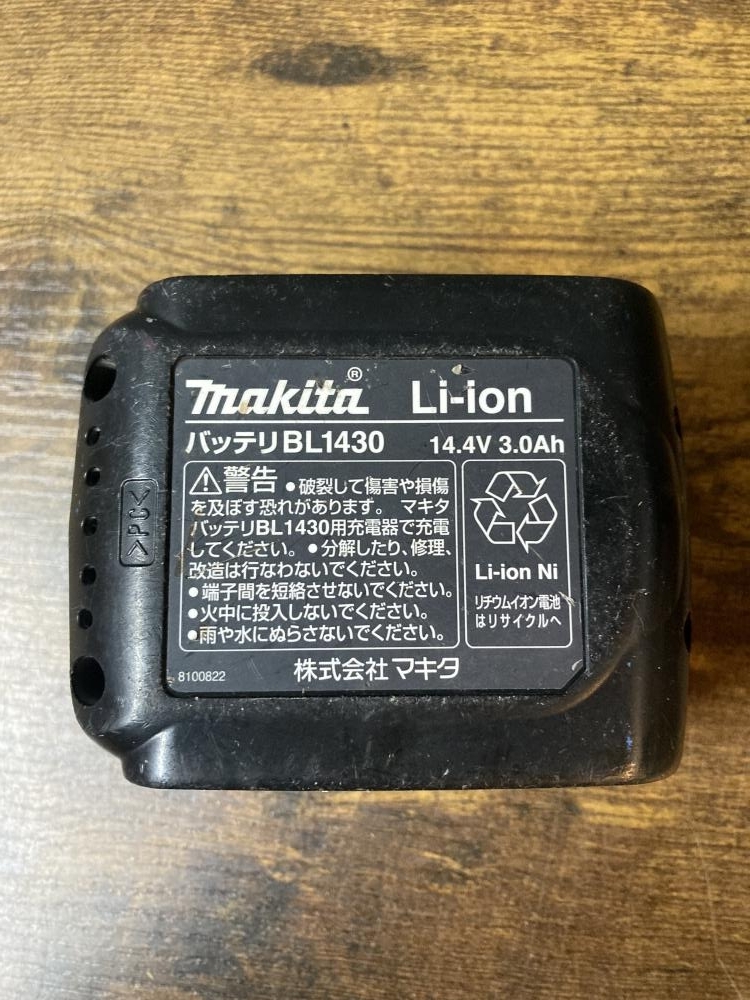 makita® Li-ion
バッテリBL1430 14.4V 3.0Ah
警告 ●破裂して傷害や損傷
を及ぼす恐れがあります。マキタ
バッテリBL1430用充電器で充電
してください。●分解したり、修理、
改造は行なわないでください。
●端子間を短絡させないでください。
●火中に投入しないでください。
●雨や水にぬらさないでください。
Li-ion Ni
リチウムイオン電池
はリサイクルへ
8100822
株式会社マキタ